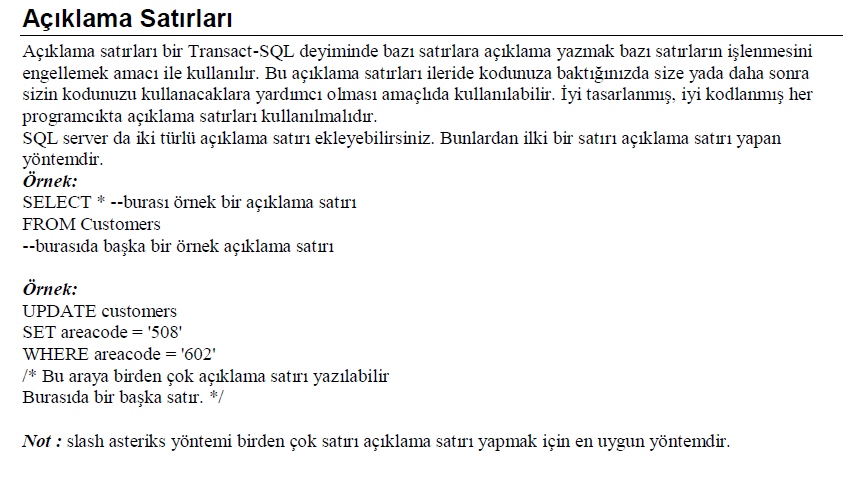 Açıklama Satırları
Açıklama satırları bir Transact-SQL deyiminde bazı satırlara açıklama yazmak bazı satırların işlenmesini
engellemek amacı ile kullanılır. Bu açıklama satırları ileride kodunuza baktığınızda size yada daha sonra
sizin kodunuzu kullanacaklara yardımcı olması amaçlıda kullanılabilir. İyi tasarlanmış, iyi kodlanmış her
programcıkta açıklama satırları kullanılmalıdır.
SQL server da iki türlü açıklama satırı ekleyebilirsiniz. Bunlardan ilki bir satırı açıklama satırı yapan
yöntemdir.
Örnek:
SELECT * --burası örnek bir açıklama satırı
FROM Customers
--burasıda başka bir örnek açıklama satırı
Örnek:
UPDATE customers
SET areacode = '508'
WHERE areacode = '602'
/* Bu araya birden çok açıklama satırı yazılabilir
Burasıda bir başka satır. */
Not : slash asteriks yöntemi birden çok satırı açıklama satırı yapmak için en uygun yöntemdir.